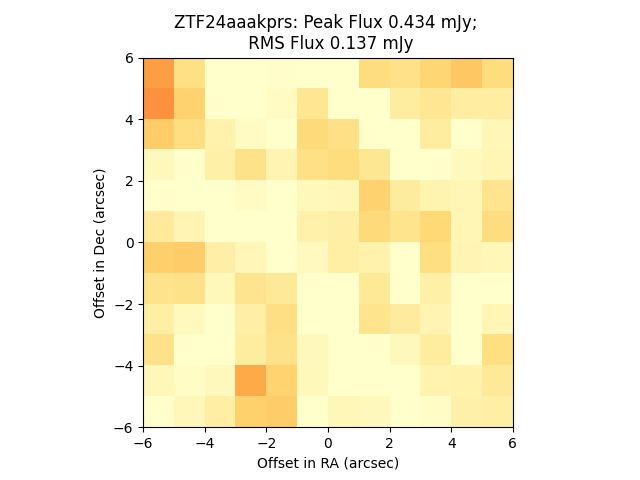 ZTF24aaakprs: Peak Flux 0.434 mJy;
RMS Flux 0.137 mJy
6
4
2
0
−2
−4
−6
Offset in Dec (arcsec)
−6 −4 −2 0 2 4 6
Offset in RA (arcsec)